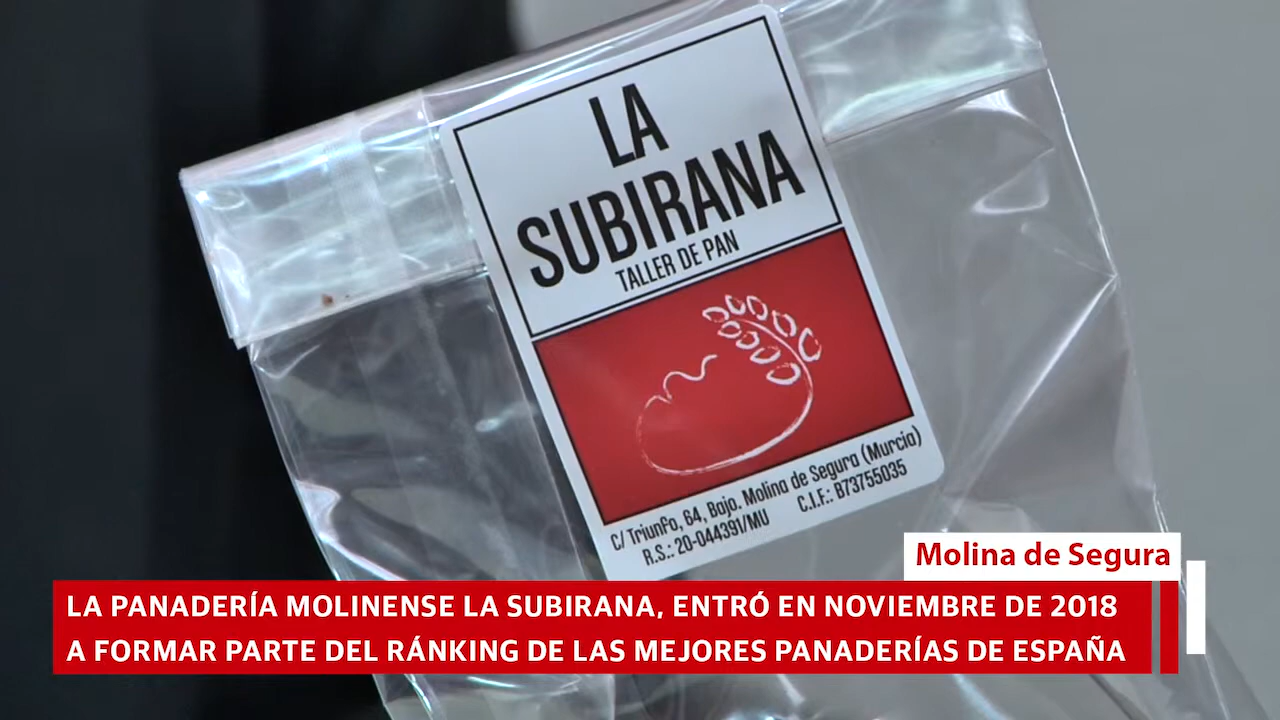 LA
SUBIRANA
TALLER DE PAN
C/ Triunfo, 64, Bajo. Molina de Segura (Murcia)
R.S.: 20-044391/MU C.I.F.: B73755035
Molina de Segura
LA PANADERÍA MOLINENSE LA SUBIRANA, ENTRÓ EN NOVIEMBRE DE 2018
A FORMAR PARTE DEL RÁNKING DE LAS MEJORES PANADERÍAS DE ESPAÑA